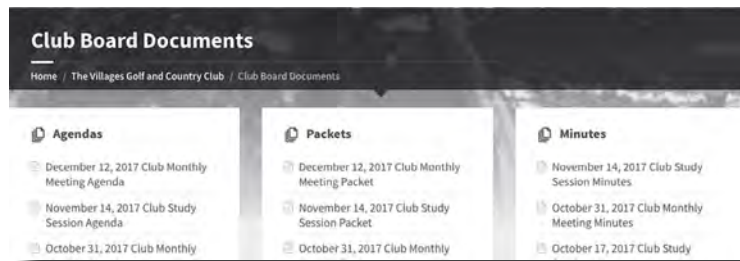 Club Board Documents
Home / The Villages Golf and Country Club / Club Board Documents
Agendas
December 12, 2017 Club Monthly
Meeting Agenda
November 14, 2017 Club Study
Session Agenda
October 31, 2017 Club Monthly
Packets
December 12, 2017 Club Monthly
Meeting Packet
November 14, 2017 Club Study
Session Packet
October 31, 2017 Club Monthly
Minutes
November 14, 2017 Club Study
Session Minutes
October 31, 2017 Club Monthly
Meeting Minutes
October 17, 2017 Club Study